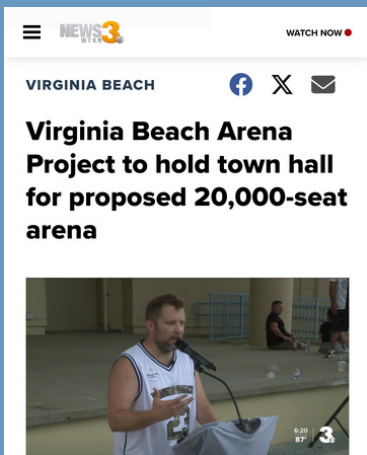 NEWS 3
WTKR
WATCH NOW
VIRGINIA BEACH
Virginia Beach Arena
Project to hold town hall
for proposed 20,000-seat
arena
23
6:20
87° 3